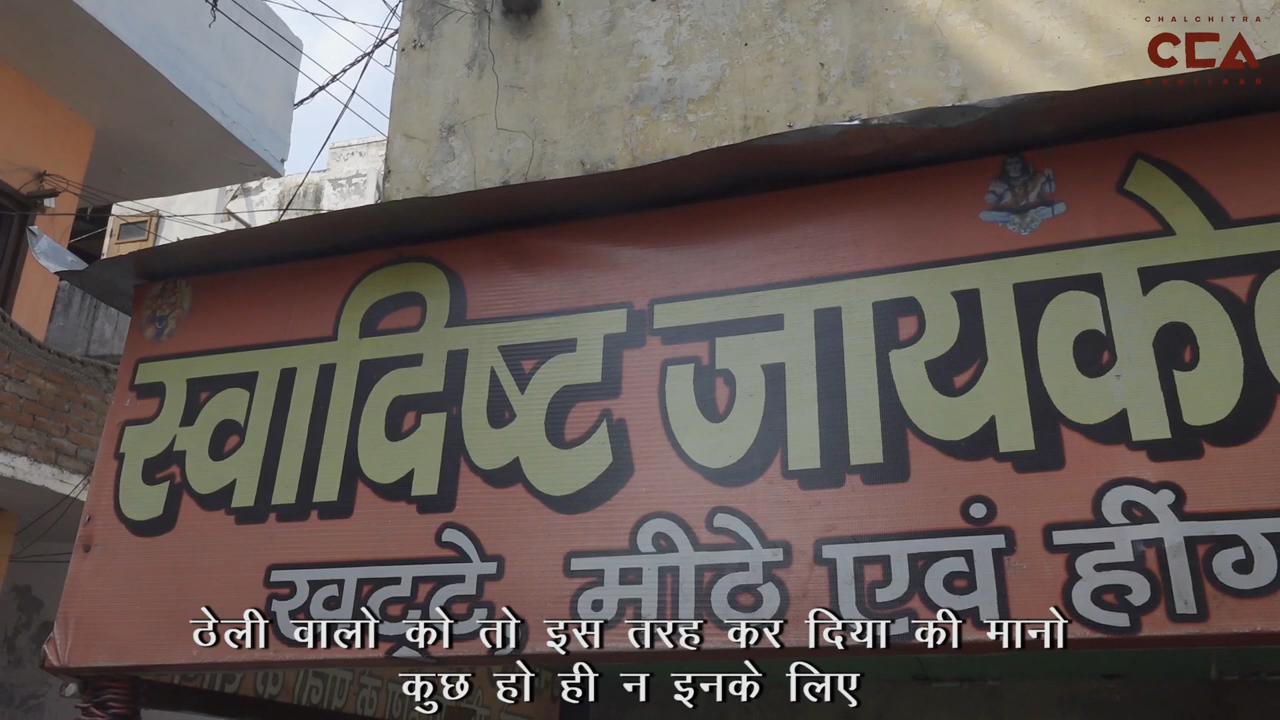 CHALCHITRA
CCA
स्वादिष्ट जायके
खट्टे, मीठे एवं हींग
ठेली वालो को तो इस तरह कर दिया की मानो
कुछ हो ही न इनके लिए